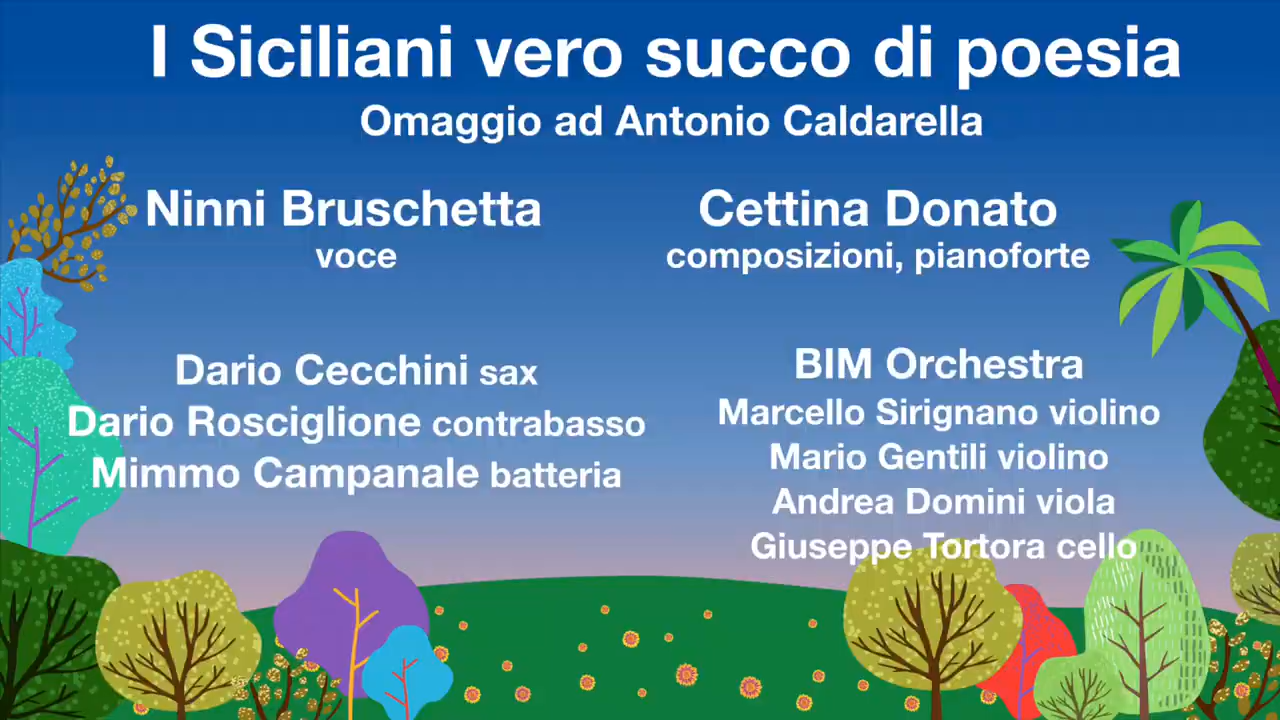 I Siciliani vero succo di poesia
Omaggio ad Antonio Caldarella
Ninni Bruschetta
voce
Cettina Donato
composizioni, pianoforte
Dario Cecchini sax
Dario Rosciglione contrabasso
Mimmo Campanale batteria
BIM Orchestra
Marcello Sirignano violino
Mario Gentili violino
Andrea Domini viola
Giuseppe Tortora cello